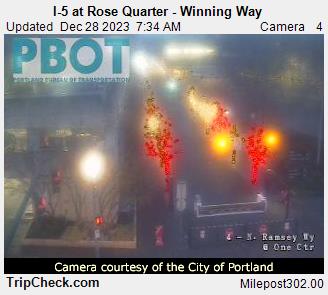 I-5 at Rose Quarter - Winning Way
Updated Dec 28 2023 7:34 AM Camera 4
PBOT
PORTLAND BUREAU OF TRANSPORTATION
4 - N. Ramsey Wy
@ One Ctr
Camera courtesy of the City of Portland
TripCheck.com Milepost302.00